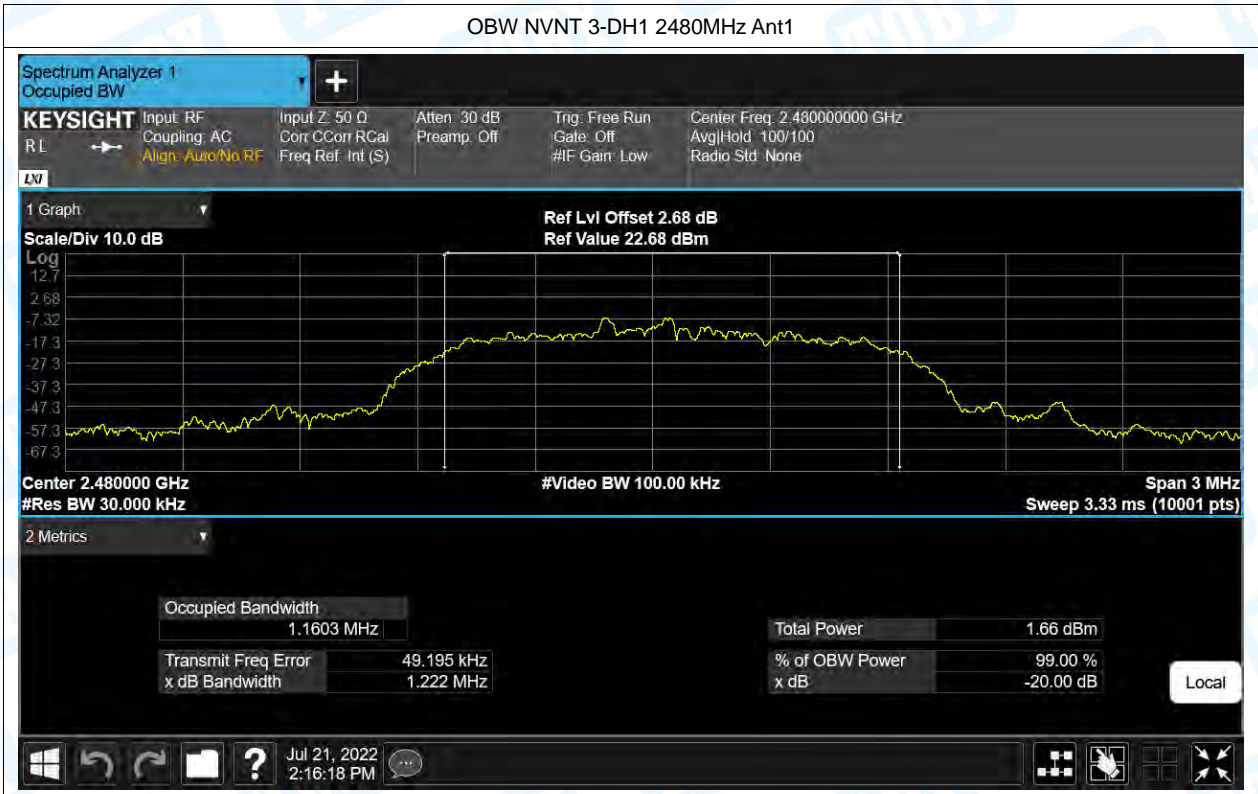 OBW NVNT 3-DH1 2480MHz Ant1
Spectrum Analyzer 1
Occupied BW
KEYSIGHT
R L
LXI
Input: RF
Coupling: AC
Align: Auto/No RF
Input Z: 50 Ω
Corr CCorr RCal
Freq Ref: Int (S)
Atten: 30 dB
Preamp: Off
Trig: Free Run
Gate: Off
#IF Gain: Low
Center Freq: 2.480000000 GHz
Avg|Hold: 100/100
Radio Std: None
1 Graph
Scale/Div 10.0 dB
Ref Lvl Offset 2.68 dB
Ref Value 22.68 dBm
Log
12.7
2.68
-7.32
-17.3
-27.3
-37.3
-47.3
-57.3
-67.3
Center 2.480000 GHz
#Res BW 30.000 kHz
#Video BW 100.00 kHz
Span 3 MHz
Sweep 3.33 ms (10001 pts)
2 Metrics
Occupied Bandwidth
1.1603 MHz
Transmit Freq Error 49.195 kHz
x dB Bandwidth 1.222 MHz
Total Power 1.66 dBm
% of OBW Power 99.00 %
x dB -20.00 dB
Local
?
Jul 21, 2022
2:16:18 PM